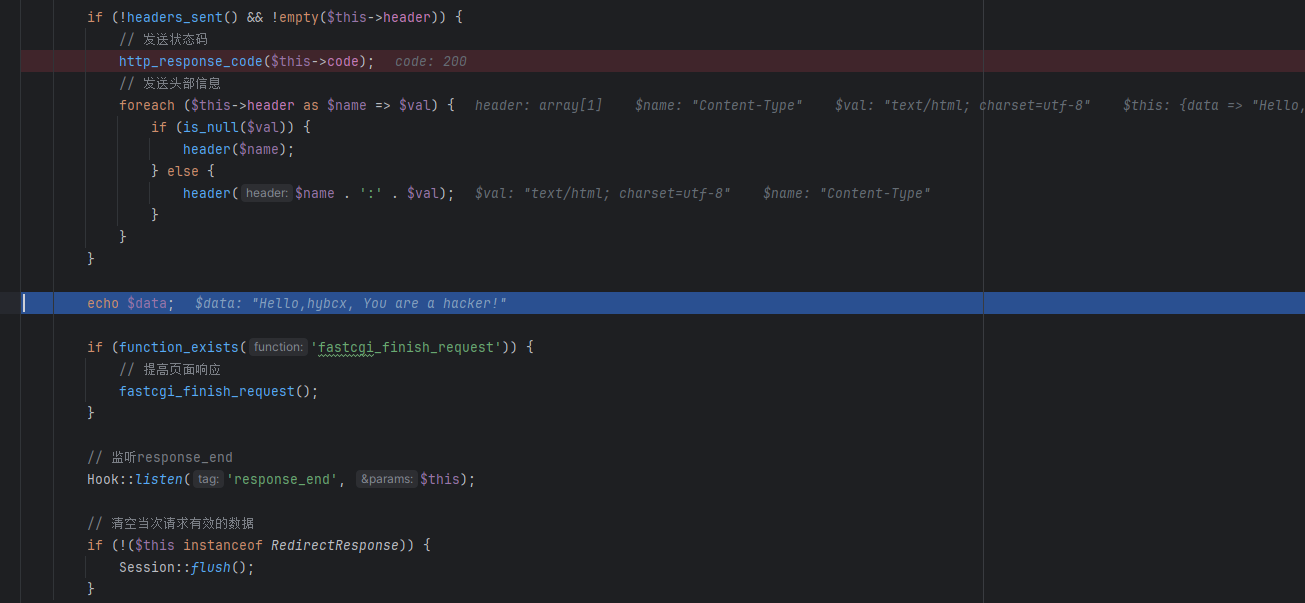 if (!headers_sent() && !empty($this->header)) {
// 发送状态码
http_response_code($this->code); code: 200
// 发送头部信息
foreach ($this->header as $name => $val) { header: array[1] $name: "Content-Type" $val: "text/html; charset=utf-8" $this: {data => "Hello,
if (is_null($val)) {
header($name);
} else {
header( header: $name . ':' . $val); $val: "text/html; charset=utf-8" $name: "Content-Type"
}
}
}
echo $data; $data: "Hello,hybcx, You are a hacker!"
if (function_exists( function: 'fastcgi_finish_request')) {
// 提高页面响应
fastcgi_finish_request();
}
// 监听response_end
Hook::listen( tag: 'response_end', &params: $this);
// 清空当次请求有效的数据
if (!($this instanceof RedirectResponse)) {
Session::flush();
}